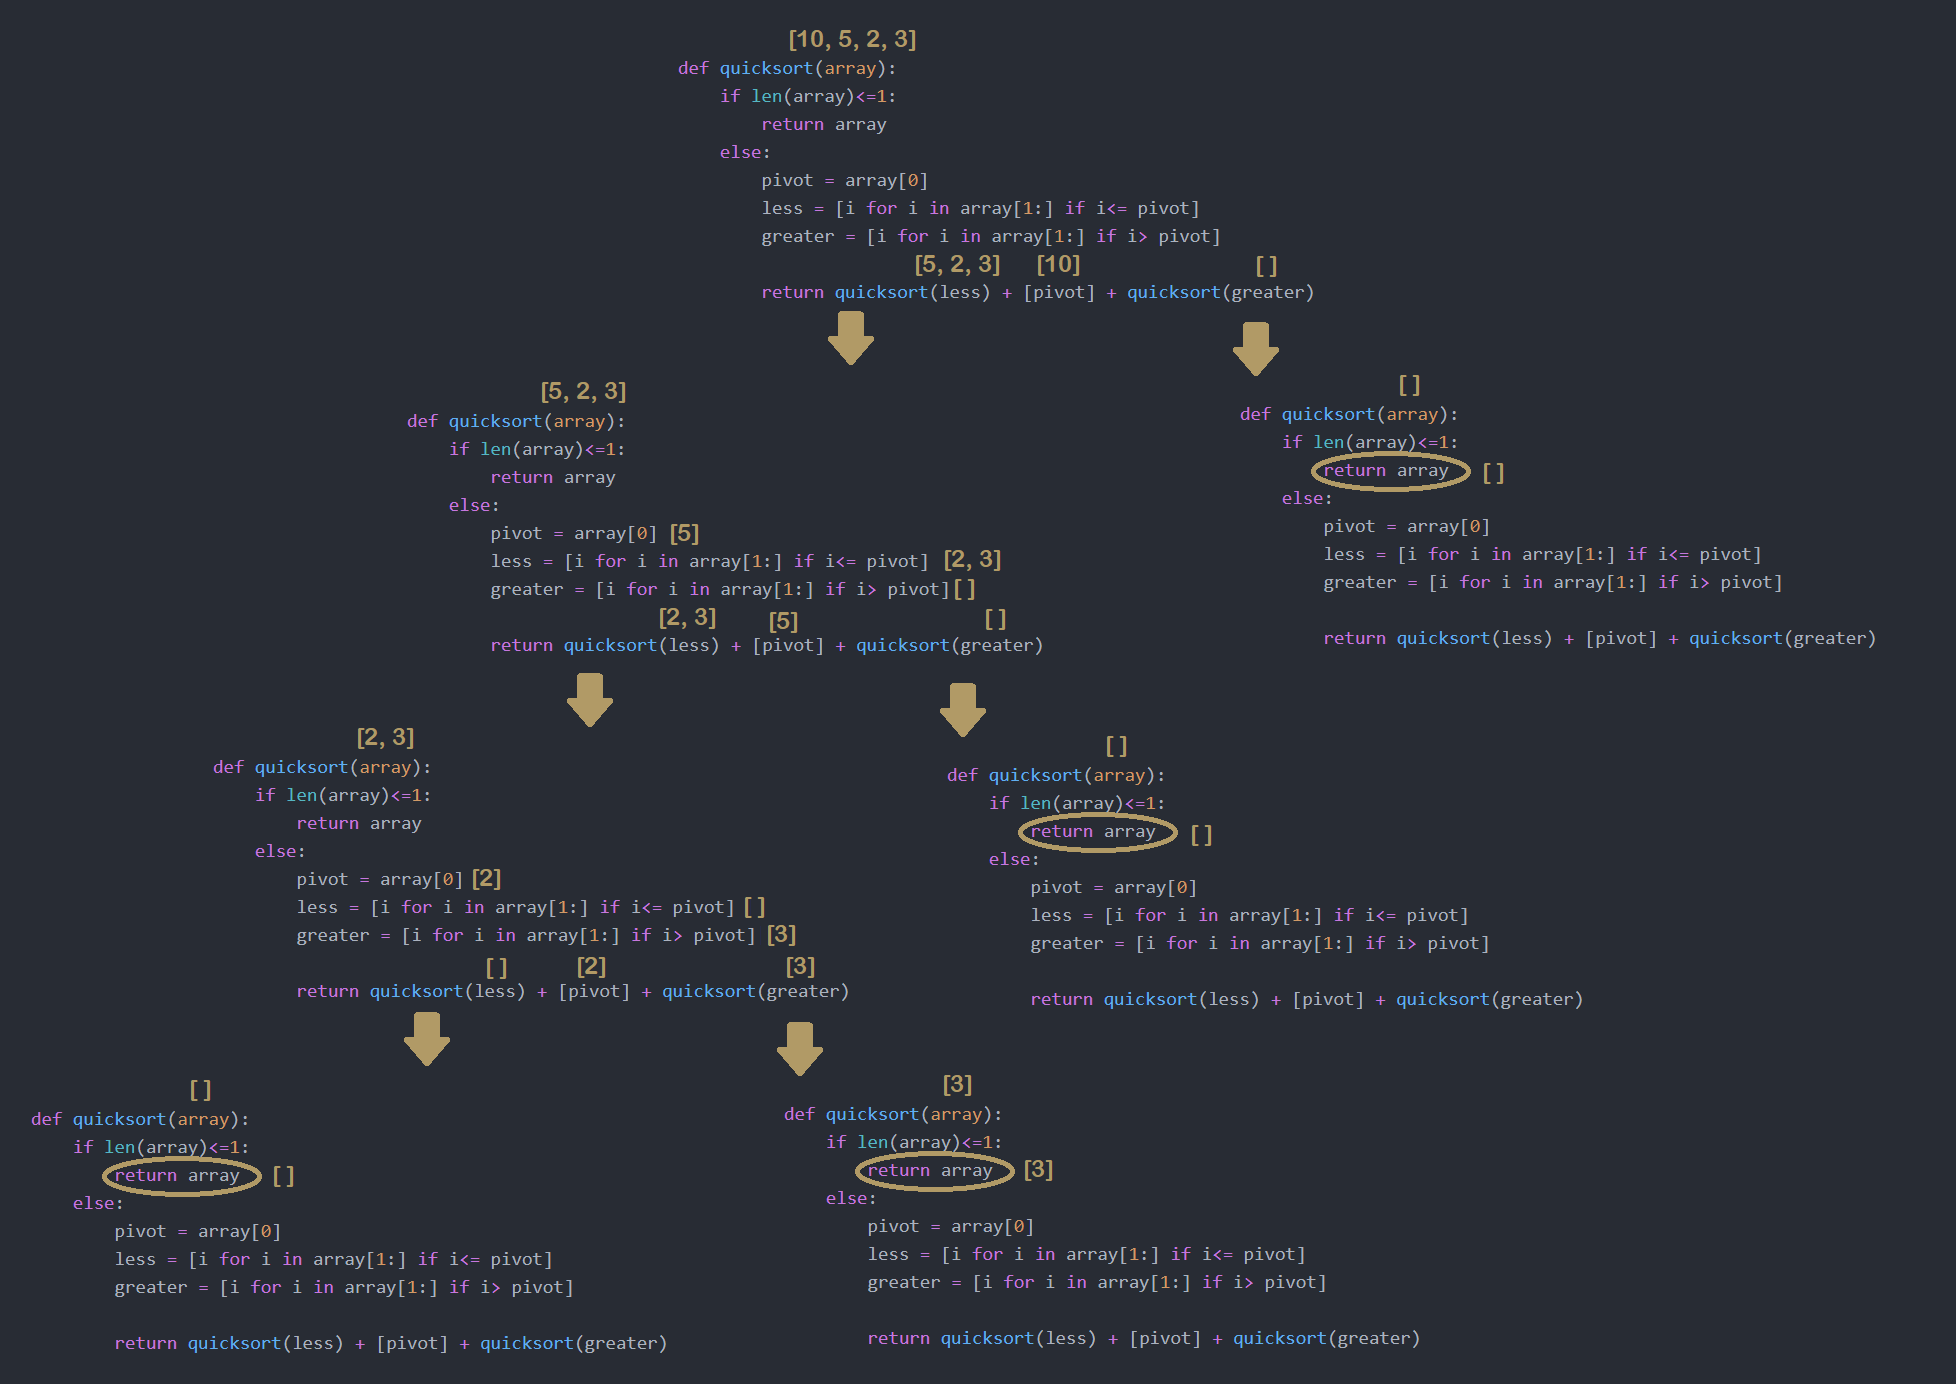 [10, 5, 2, 3]
def quicksort(array):
    if len(array)<=1:
        return array
    else:
        pivot = array[0]
        less = [i for i in array[1:] if i<= pivot]
        greater = [i for i in array[1:] if i> pivot]
[5, 2, 3] [10] [ ]
        return quicksort(less) + [pivot] + quicksort(greater)
[5, 2, 3]
def quicksort(array):
    if len(array)<=1:
        return array
    else:
        pivot = array[0] [5]
        less = [i for i in array[1:] if i<= pivot] [2, 3]
        greater = [i for i in array[1:] if i> pivot] [ ]
[2, 3] [5] [ ]
        return quicksort(less) + [pivot] + quicksort(greater)
[ ]
def quicksort(array):
    if len(array)<=1:
        return array [ ]
    else:
        pivot = array[0]
        less = [i for i in array[1:] if i<= pivot]
        greater = [i for i in array[1:] if i> pivot]
        return quicksort(less) + [pivot] + quicksort(greater)
[2, 3]
def quicksort(array):
    if len(array)<=1:
        return array
    else:
        pivot = array[0] [2]
        less = [i for i in array[1:] if i<= pivot] [ ]
        greater = [i for i in array[1:] if i> pivot] [3]
[ ] [2] [3]
        return quicksort(less) + [pivot] + quicksort(greater)
[ ]
def quicksort(array):
    if len(array)<=1:
        return array [ ]
    else:
        pivot = array[0]
        less = [i for i in array[1:] if i<= pivot]
        greater = [i for i in array[1:] if i> pivot]
        return quicksort(less) + [pivot] + quicksort(greater)
[ ]
def quicksort(array):
    if len(array)<=1:
        return array [ ]
    else:
        pivot = array[0]
        less = [i for i in array[1:] if i<= pivot]
        greater = [i for i in array[1:] if i> pivot]
        return quicksort(less) + [pivot] + quicksort(greater)
[3]
def quicksort(array):
    if len(array)<=1:
        return array [3]
    else:
        pivot = array[0]
        less = [i for i in array[1:] if i<= pivot]
        greater = [i for i in array[1:] if i> pivot]
        return quicksort(less) + [pivot] + quicksort(greater)